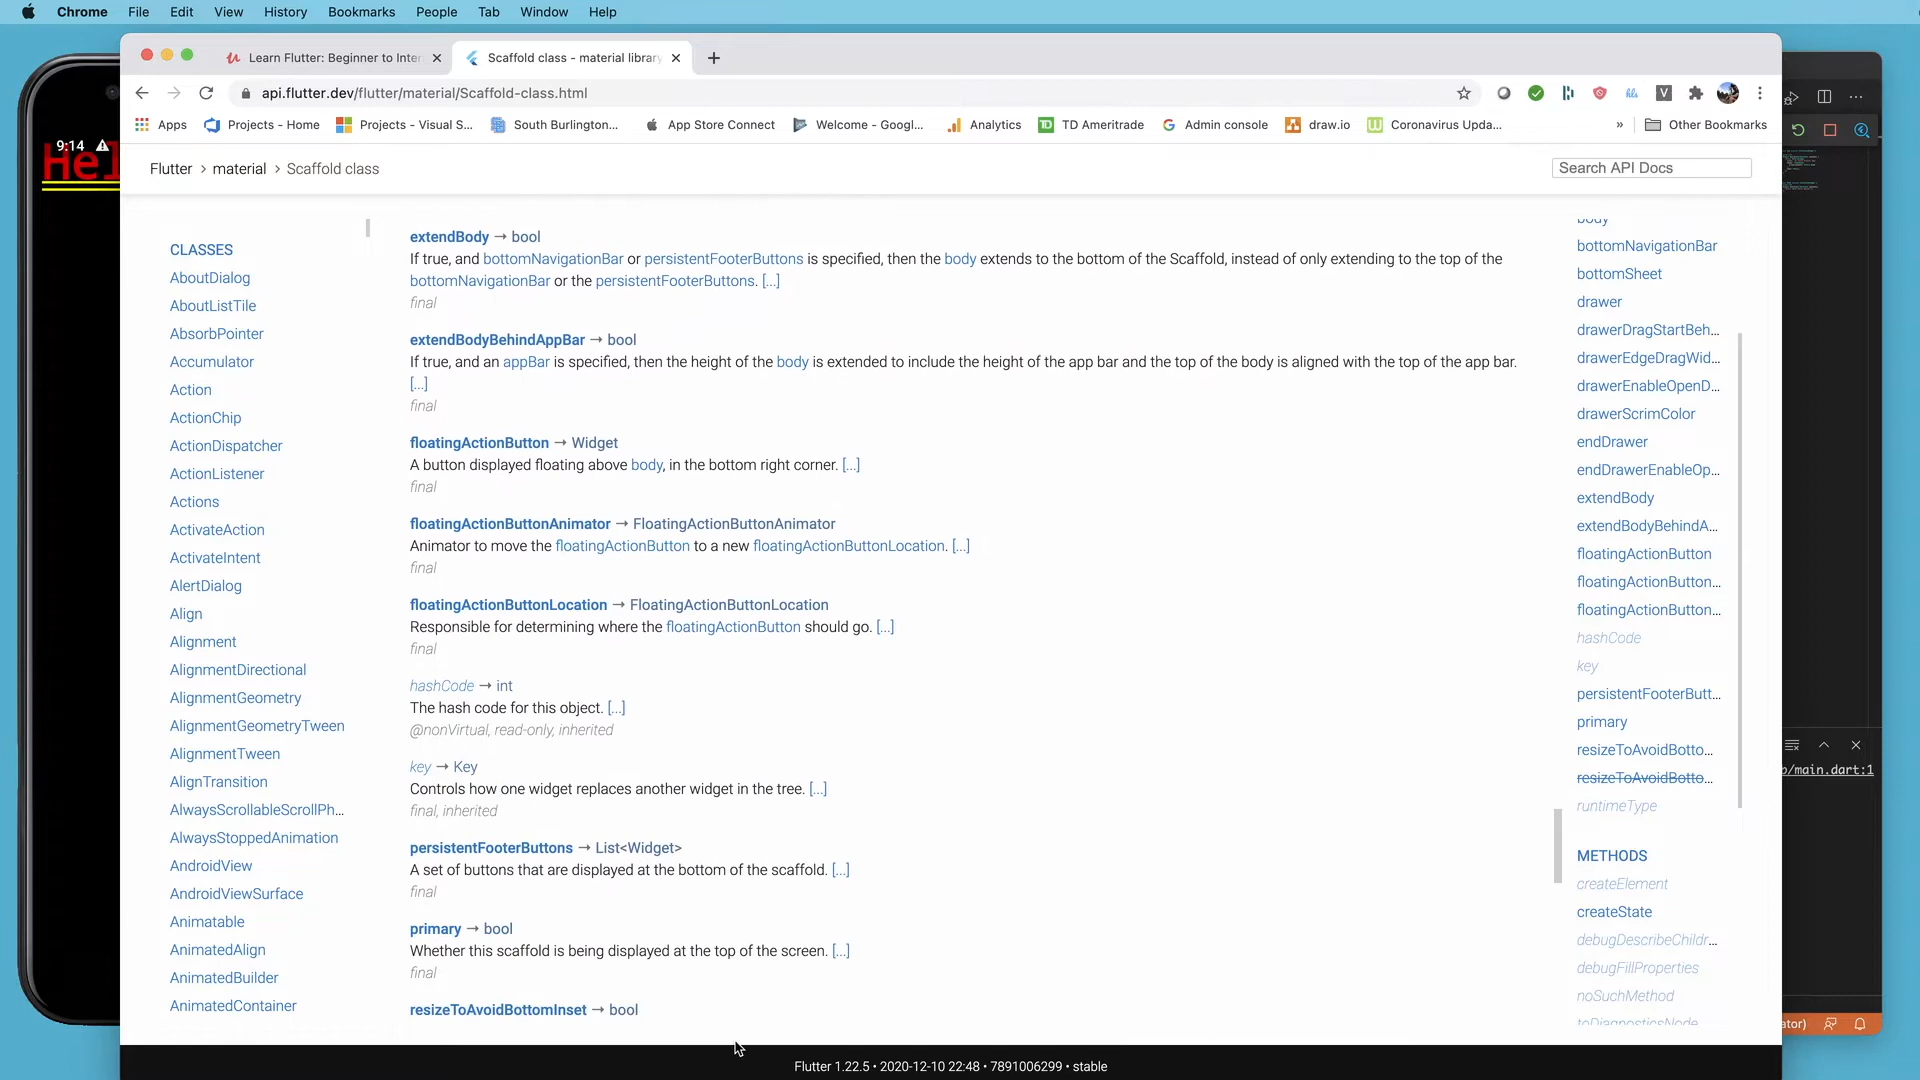 Chrome File Edit View History Bookmarks People Tab Window Help
Learn Flutter: Beginner to Inter
Scaffold class - material library
api.flutter.dev/flutter/material/Scaffold-class.html
Apps Projects - Home Projects - Visual S... South Burlington... App Store Connect Welcome - Googl... Analytics TD Ameritrade Admin console draw.io Coronavirus Upda... » Other Bookmarks
9:14
Hel
Flutter > material > Scaffold class
Search API Docs
CLASSES
AboutDialog
AboutListTile
AbsorbPointer
Accumulator
Action
ActionChip
ActionDispatcher
ActionListener
Actions
ActivateAction
ActivateIntent
AlertDialog
Align
Alignment
AlignmentDirectional
AlignmentGeometry
AlignmentGeometryTween
AlignmentTween
AlignTransition
AlwaysScrollableScrollPh...
AlwaysStoppedAnimation
AndroidView
AndroidViewSurface
Animatable
AnimatedAlign
AnimatedBuilder
AnimatedContainer
extendBody → bool
If true, and bottomNavigationBar or persistentFooterButtons is specified, then the body extends to the bottom of the Scaffold, instead of only extending to the top of the
bottomNavigationBar or the persistentFooterButtons. [...]
final
extendBodyBehindAppBar → bool
If true, and an appBar is specified, then the height of the body is extended to include the height of the app bar and the top of the body is aligned with the top of the app bar.
[...]
final
floatingActionButton → Widget
A button displayed floating above body, in the bottom right corner. [...]
final
floatingActionButtonAnimator → FloatingActionButtonAnimator
Animator to move the floatingActionButton to a new floatingActionButtonLocation. [...]
final
floatingActionButtonLocation → FloatingActionButtonLocation
Responsible for determining where the floatingActionButton should go. [...]
final
hashCode → int
The hash code for this object. [...]
@nonVirtual, read-only, inherited
key → Key
Controls how one widget replaces another widget in the tree. [...]
final, inherited
persistentFooterButtons → List<Widget>
A set of buttons that are displayed at the bottom of the scaffold. [...]
final
primary → bool
Whether this scaffold is being displayed at the top of the screen. [...]
final
resizeToAvoidBottomInset → bool
body
bottomNavigationBar
bottomSheet
drawer
drawerDragStartBeh...
drawerEdgeDragWid...
drawerEnableOpenD...
drawerScrimColor
endDrawer
endDrawerEnableOp...
extendBody
extendBodyBehindA...
floatingActionButton
floatingActionButton...
floatingActionButton...
hashCode
key
persistentFooterButt...
primary
resizeToAvoidBotto...
resizeToAvoidBotto...
runtimeType
METHODS
createElement
createState
debugDescribeChildr...
debugFillProperties
noSuchMethod
toDiagnosticsNode
b/main.dart:1
ator)
Flutter 1.22.5 • 2020-12-10 22:48 • 7891006299 • stable